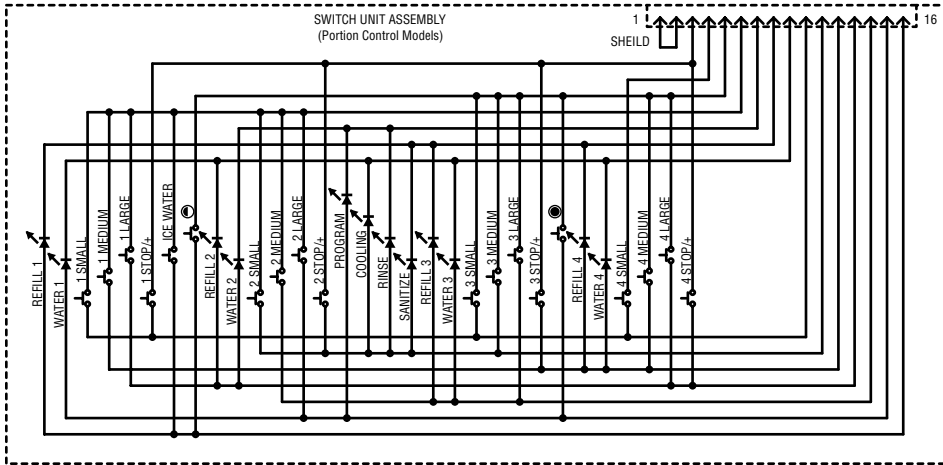 SWITCH UNIT ASSEMBLY
(Portion Control Models)
1
16
SHEILD
REFILL 1
WATER 1
1 SMALL
1 MEDIUM
1 LARGE
1 STOP/+
ICE WATER
REFILL 2
WATER 2
2 SMALL
2 MEDIUM
2 LARGE
2 STOP/+
PROGRAM
COOLING
RINSE
SANITIZE
REFILL 3
WATER 3
3 SMALL
3 MEDIUM
3 LARGE
3 STOP/+
REFILL 4
WATER 4
4 SMALL
4 MEDIUM
4 LARGE
4 STOP/+